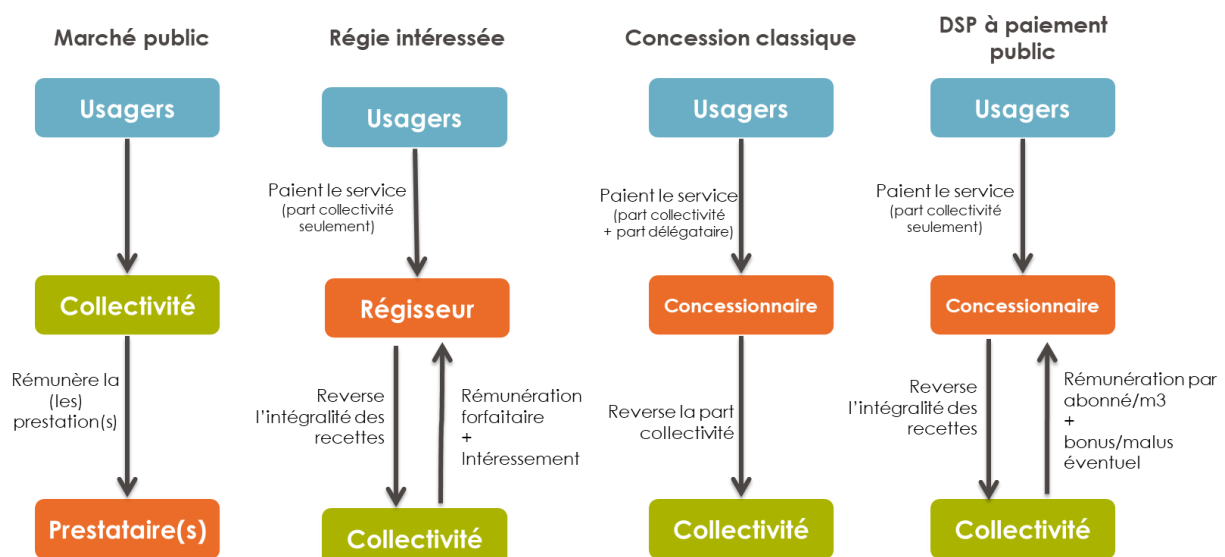 Marché public
Usagers
Collectivité
Rémunère la
(les)
prestation(s)
Prestataire(s)
Régie intéressée
Usagers
Paient le service
(part collectivité
seulement)
Régisseur
Reverse
l'intégralité des
recettes
Rémunération
forfaitaire
+
Intéressement
Collectivité
Concession classique
Usagers
Paient le service
(part collectivité
+ part délégataire)
Concessionnaire
Reverse la part
collectivité
Collectivité
DSP à paiement
public
Usagers
Paient le service
(part collectivité
seulement)
Concessionnaire
Reverse
l'intégralité des
recettes
Rémunération par
abonné/m3
+
bonus/malus
éventuel
Collectivité